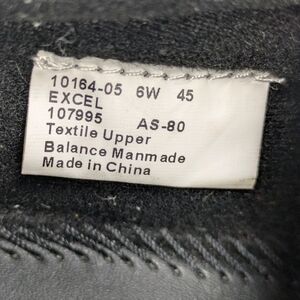 10164-05 6W 45
EXCEL
107995 AS-80
Textile Upper
Balance Manmade
Made in China